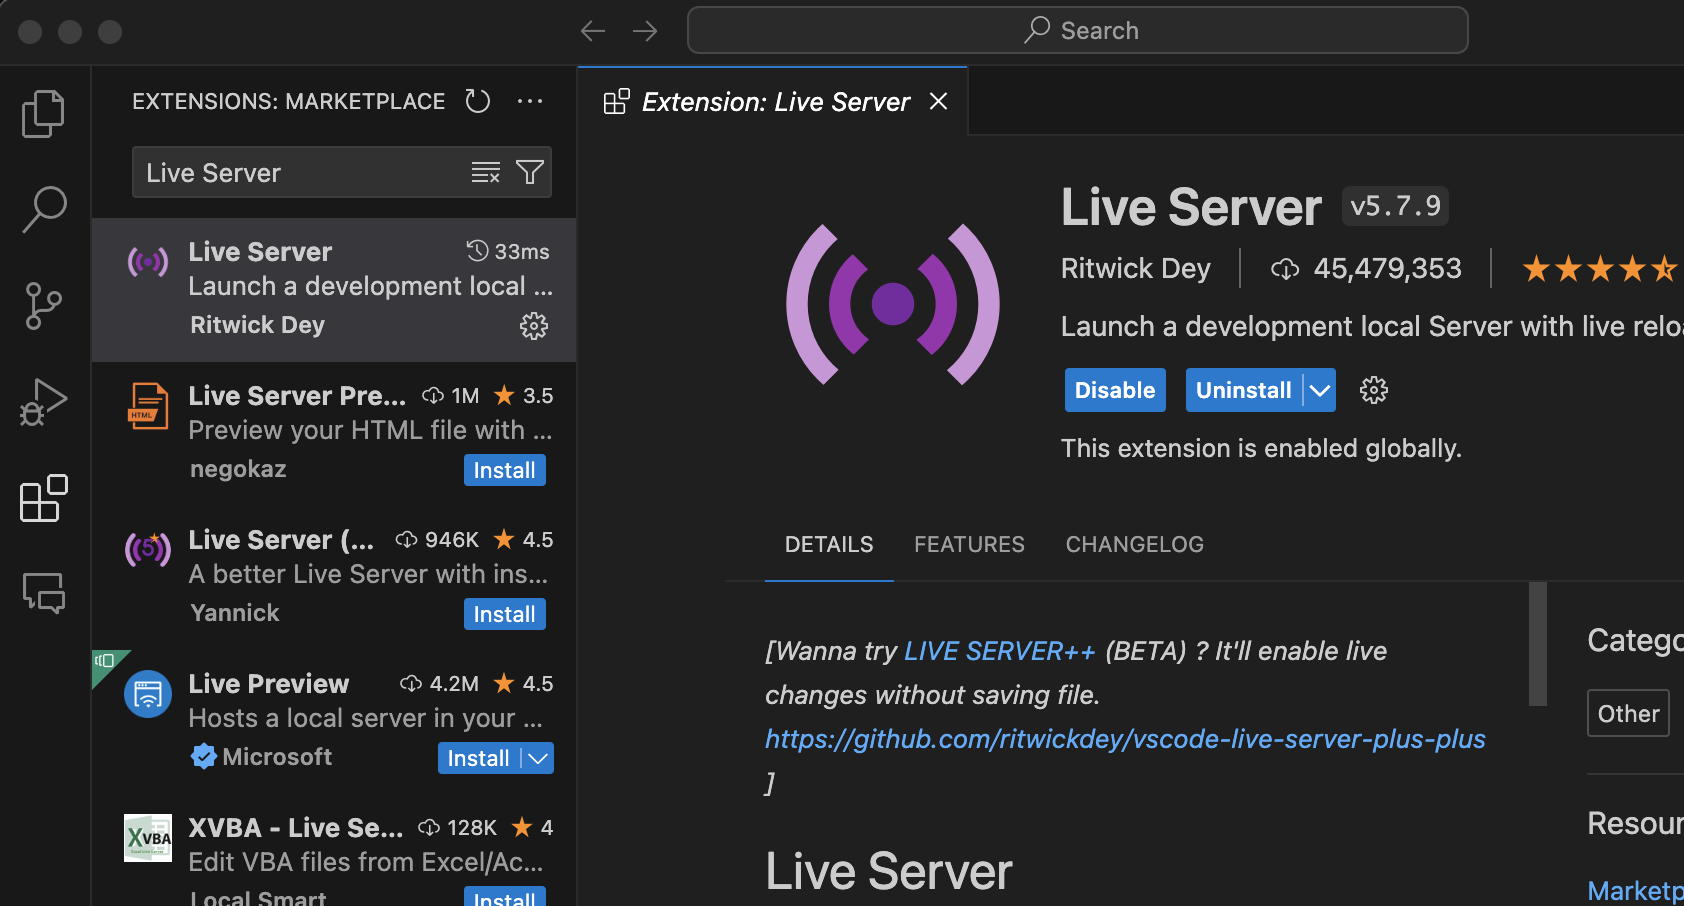 Search
EXTENSIONS: MARKETPLACE
Live Server
Live Server 33ms
Launch a development local ...
Ritwick Dey
Live Server Pre... 1M 3.5
Preview your HTML file with ...
negokaz Install
Live Server (... 946K 4.5
A better Live Server with ins...
Yannick Install
Live Preview 4.2M 4.5
Hosts a local server in your ...
Microsoft Install
XVBA - Live Se... 128K 4
Edit VBA files from Excel/Ac...
Local Smart Install
HTML
5
XVBA
Extension: Live Server
Live Server v5.7.9
Ritwick Dey 45,479,353
Launch a development local Server with live relo
Disable Uninstall
This extension is enabled globally.
DETAILS FEATURES CHANGELOG
[Wanna try LIVE SERVER++ (BETA) ? It'll enable live
changes without saving file.
https://github.com/ritwickdey/vscode-live-server-plus-plus
]
Live Server
Catego
Other
Resour
Marketp